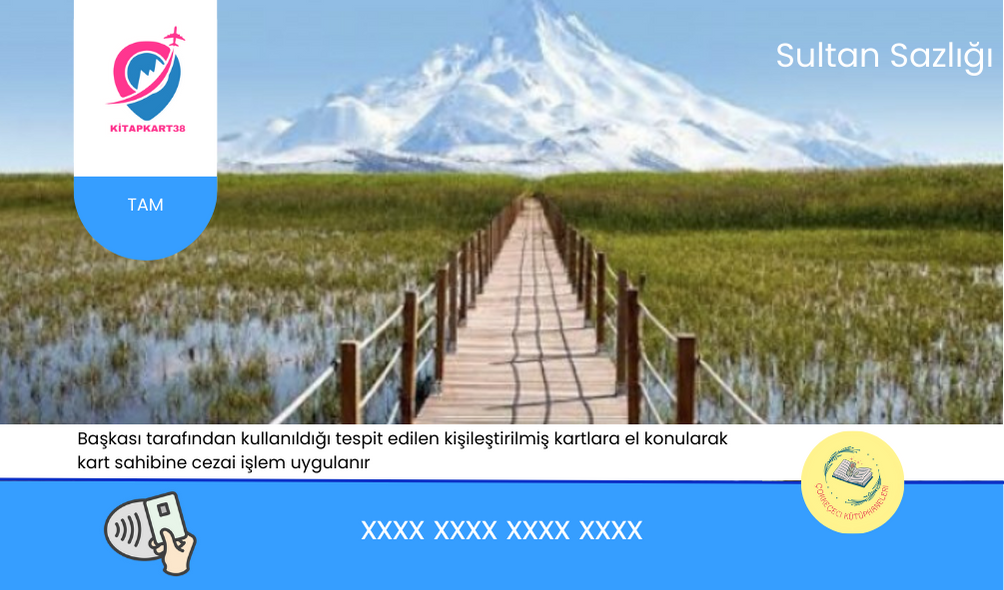 KİTAPKART38
Sultan Sazlığı
TAM
Başkası tarafından kullanıldığı tespit edilen kişileştirilmiş kartlara el konularak
kart sahibine cezai işlem uygulanır
ÇÖRKEÇECİ KÜTÜPHANELERİ
XXXX XXXX XXXX XXXX